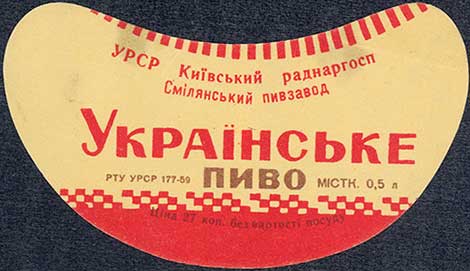 УРСР Київський раднаргосп
Смілянський пивзавод
УКРАЇНСЬКЕ
РТУ УРСР 177-59 ПИВО МІСТК. 0,5 л
Ціна 27 коп. без вартості посуду